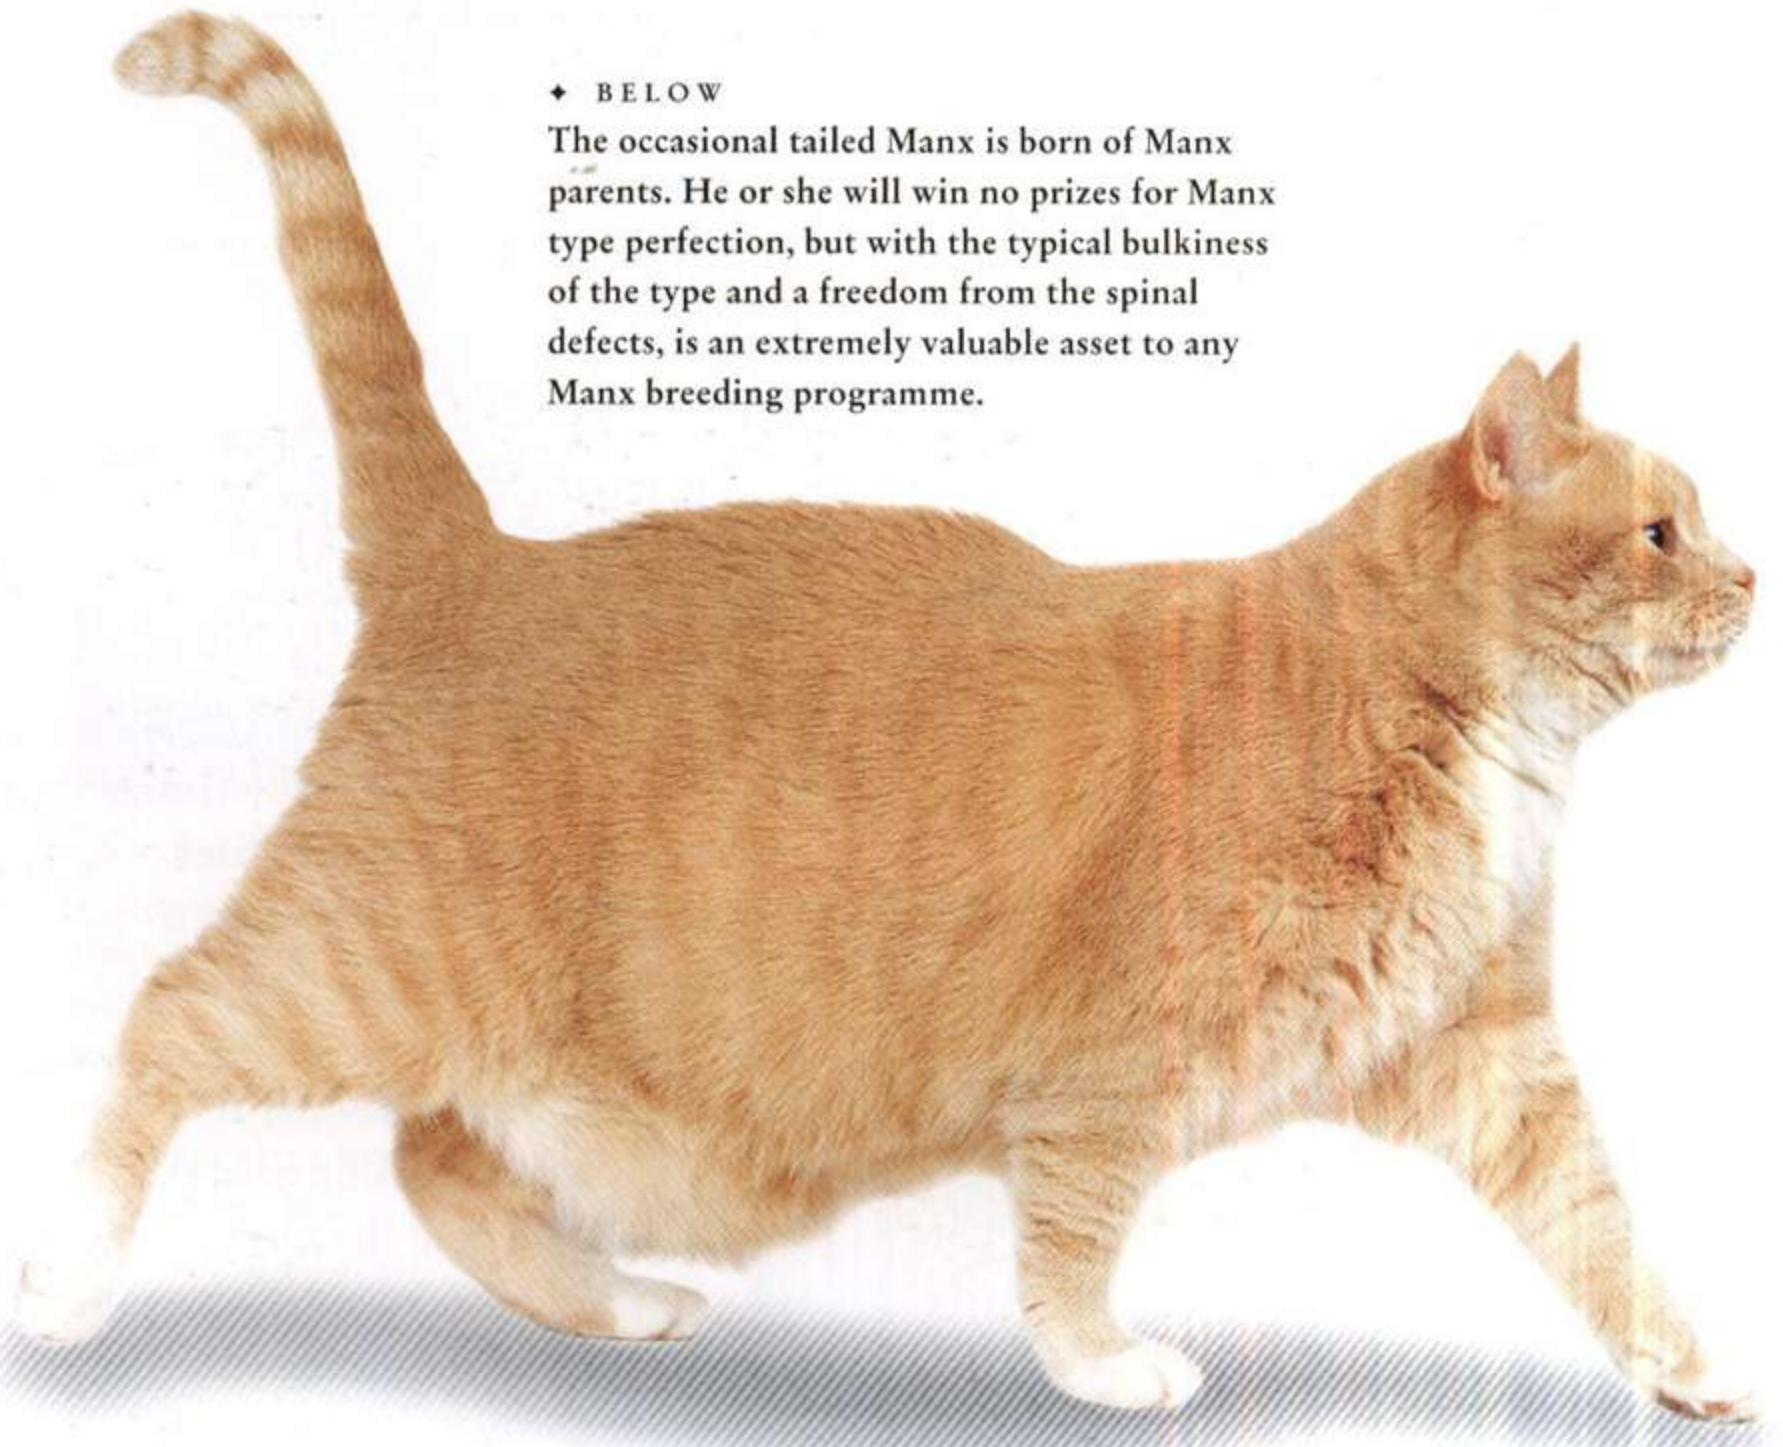 ✦ BELOW
The occasional tailed Manx is born of Manx
parents. He or she will win no prizes for Manx
type perfection, but with the typical bulkiness
of the type and a freedom from the spinal
defects, is an extremely valuable asset to any
Manx breeding programme.